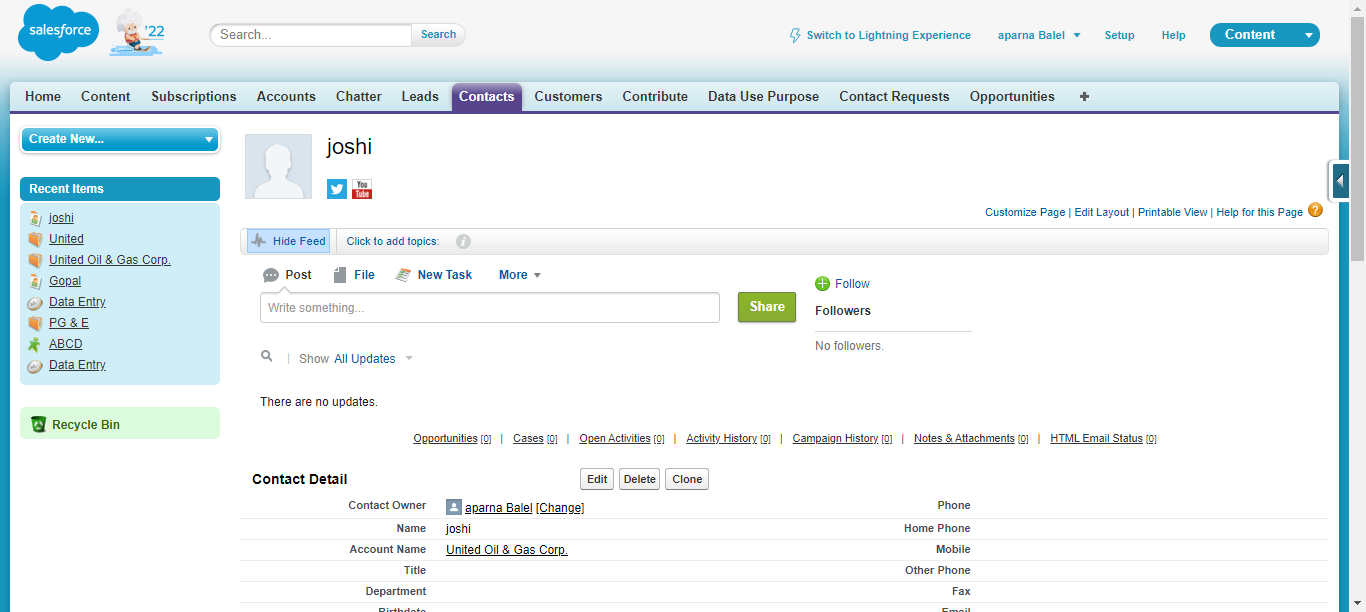 salesforce
'22
Search...
Search
Switch to Lightning Experience
aparna Balel
Setup
Help
Content
Home Content Subscriptions Accounts Chatter Leads Contacts Customers Contribute Data Use Purpose Contact Requests Opportunities +
Create New...
Recent Items
joshi
United
United Oil & Gas Corp.
Gopal
Data Entry
PG & E
ABCD
Data Entry
Recycle Bin
joshi
You Tube
Customize Page | Edit Layout | Printable View | Help for this Page ?
Hide Feed Click to add topics: i
Post File New Task More
Write something...
Share
Follow
Followers
No followers.
| Show All Updates
There are no updates.
Opportunities [0] | Cases [0] | Open Activities [0] | Activity History [0] | Campaign History [0] | Notes & Attachments [0] | HTML Email Status [0]
Contact Detail Edit Delete Clone
Contact Owner aparna Balel [Change] Phone
Name joshi Home Phone
Account Name United Oil & Gas Corp. Mobile
Title Other Phone
Department Fax
Birthdate Email